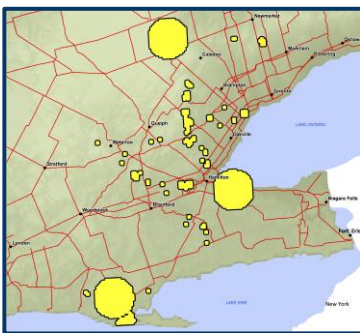 Newmarket
Caledon
Markham
Pickering
Oshawa
Brampton
Toronto
LAKE ONTARIO
Guelph
Oakville
Waterloo
Stratford
Hamilton
Brantford
Woodstock
Niagara Falls
Fort Erie
London
LAKE ERIE
New York